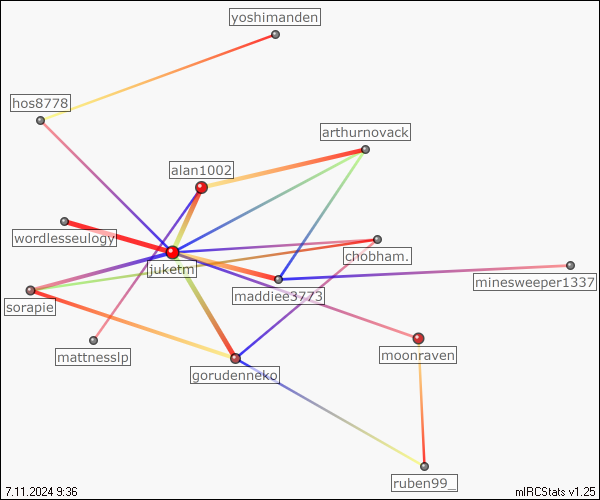 yoshimanden
hos8778
arthurnovack
alan1002
wordlesseulogy
chobham.
juketm
minesweeper1337
maddiee3773
sorapie
moonraven
mattnesslp
gorudenneko
ruben99_
7.11.2024 9:36
mIRCStats v1.25